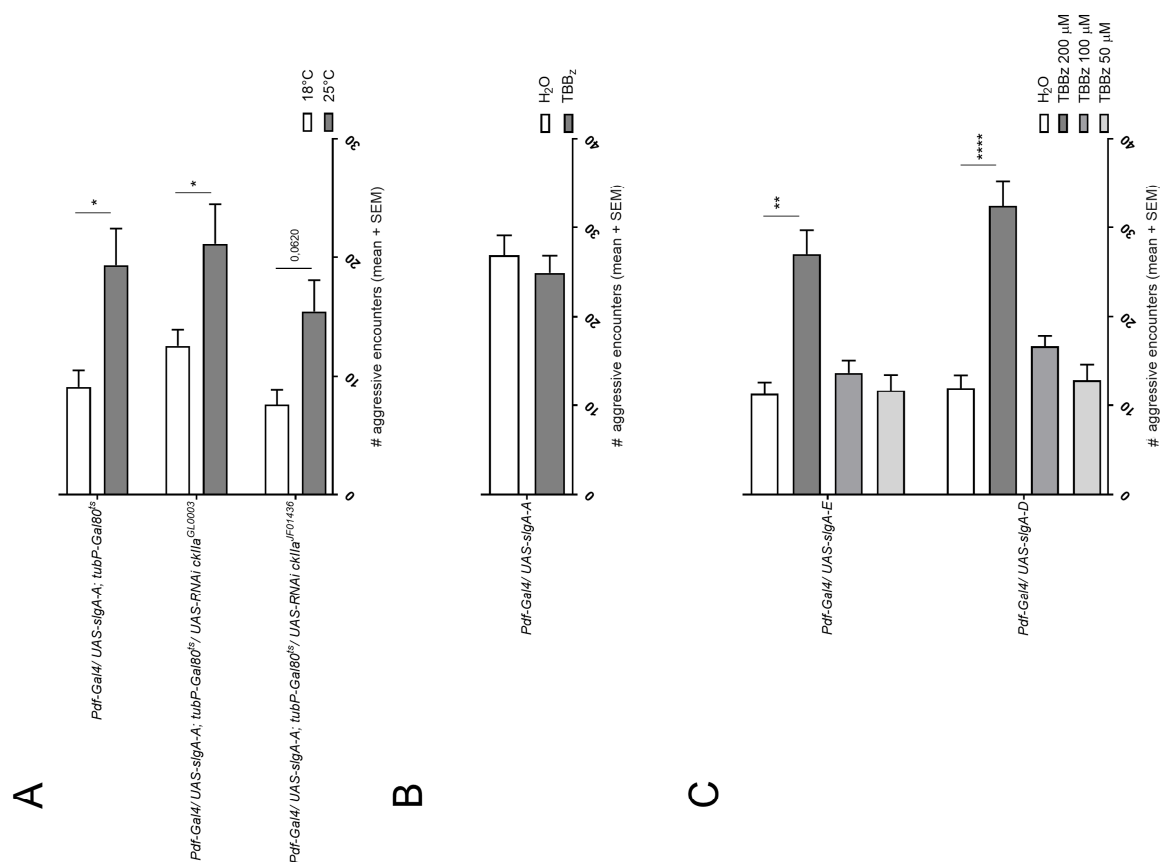 A
Pdf-Gal4/ UAS-slgA-A; tubP-Gal80ts
Pdf-Gal4/ UAS-slgA-A; tubP-Gal80ts/ UAS-RNAi ckIIaGL0003
Pdf-Gal4/ UAS-slgA-A; tubP-Gal80ts/ UAS-RNAi ckIIaJF01436
*
*
0,0620
0
10
20
30
# aggressive encounters (mean + SEM)
18°C
25°C
B
Pdf-Gal4/ UAS-slgA-A
0
10
20
30
40
# aggressive encounters (mean + SEM)
H2O
TBBz
C
Pdf-Gal4/ UAS-slgA-E
Pdf-Gal4/ UAS-slgA-D
**
****
0
10
20
30
40
# aggressive encounters (mean + SEM)
H2O
TBBz 200 µM
TBBz 100 µM
TBBz 50 µM